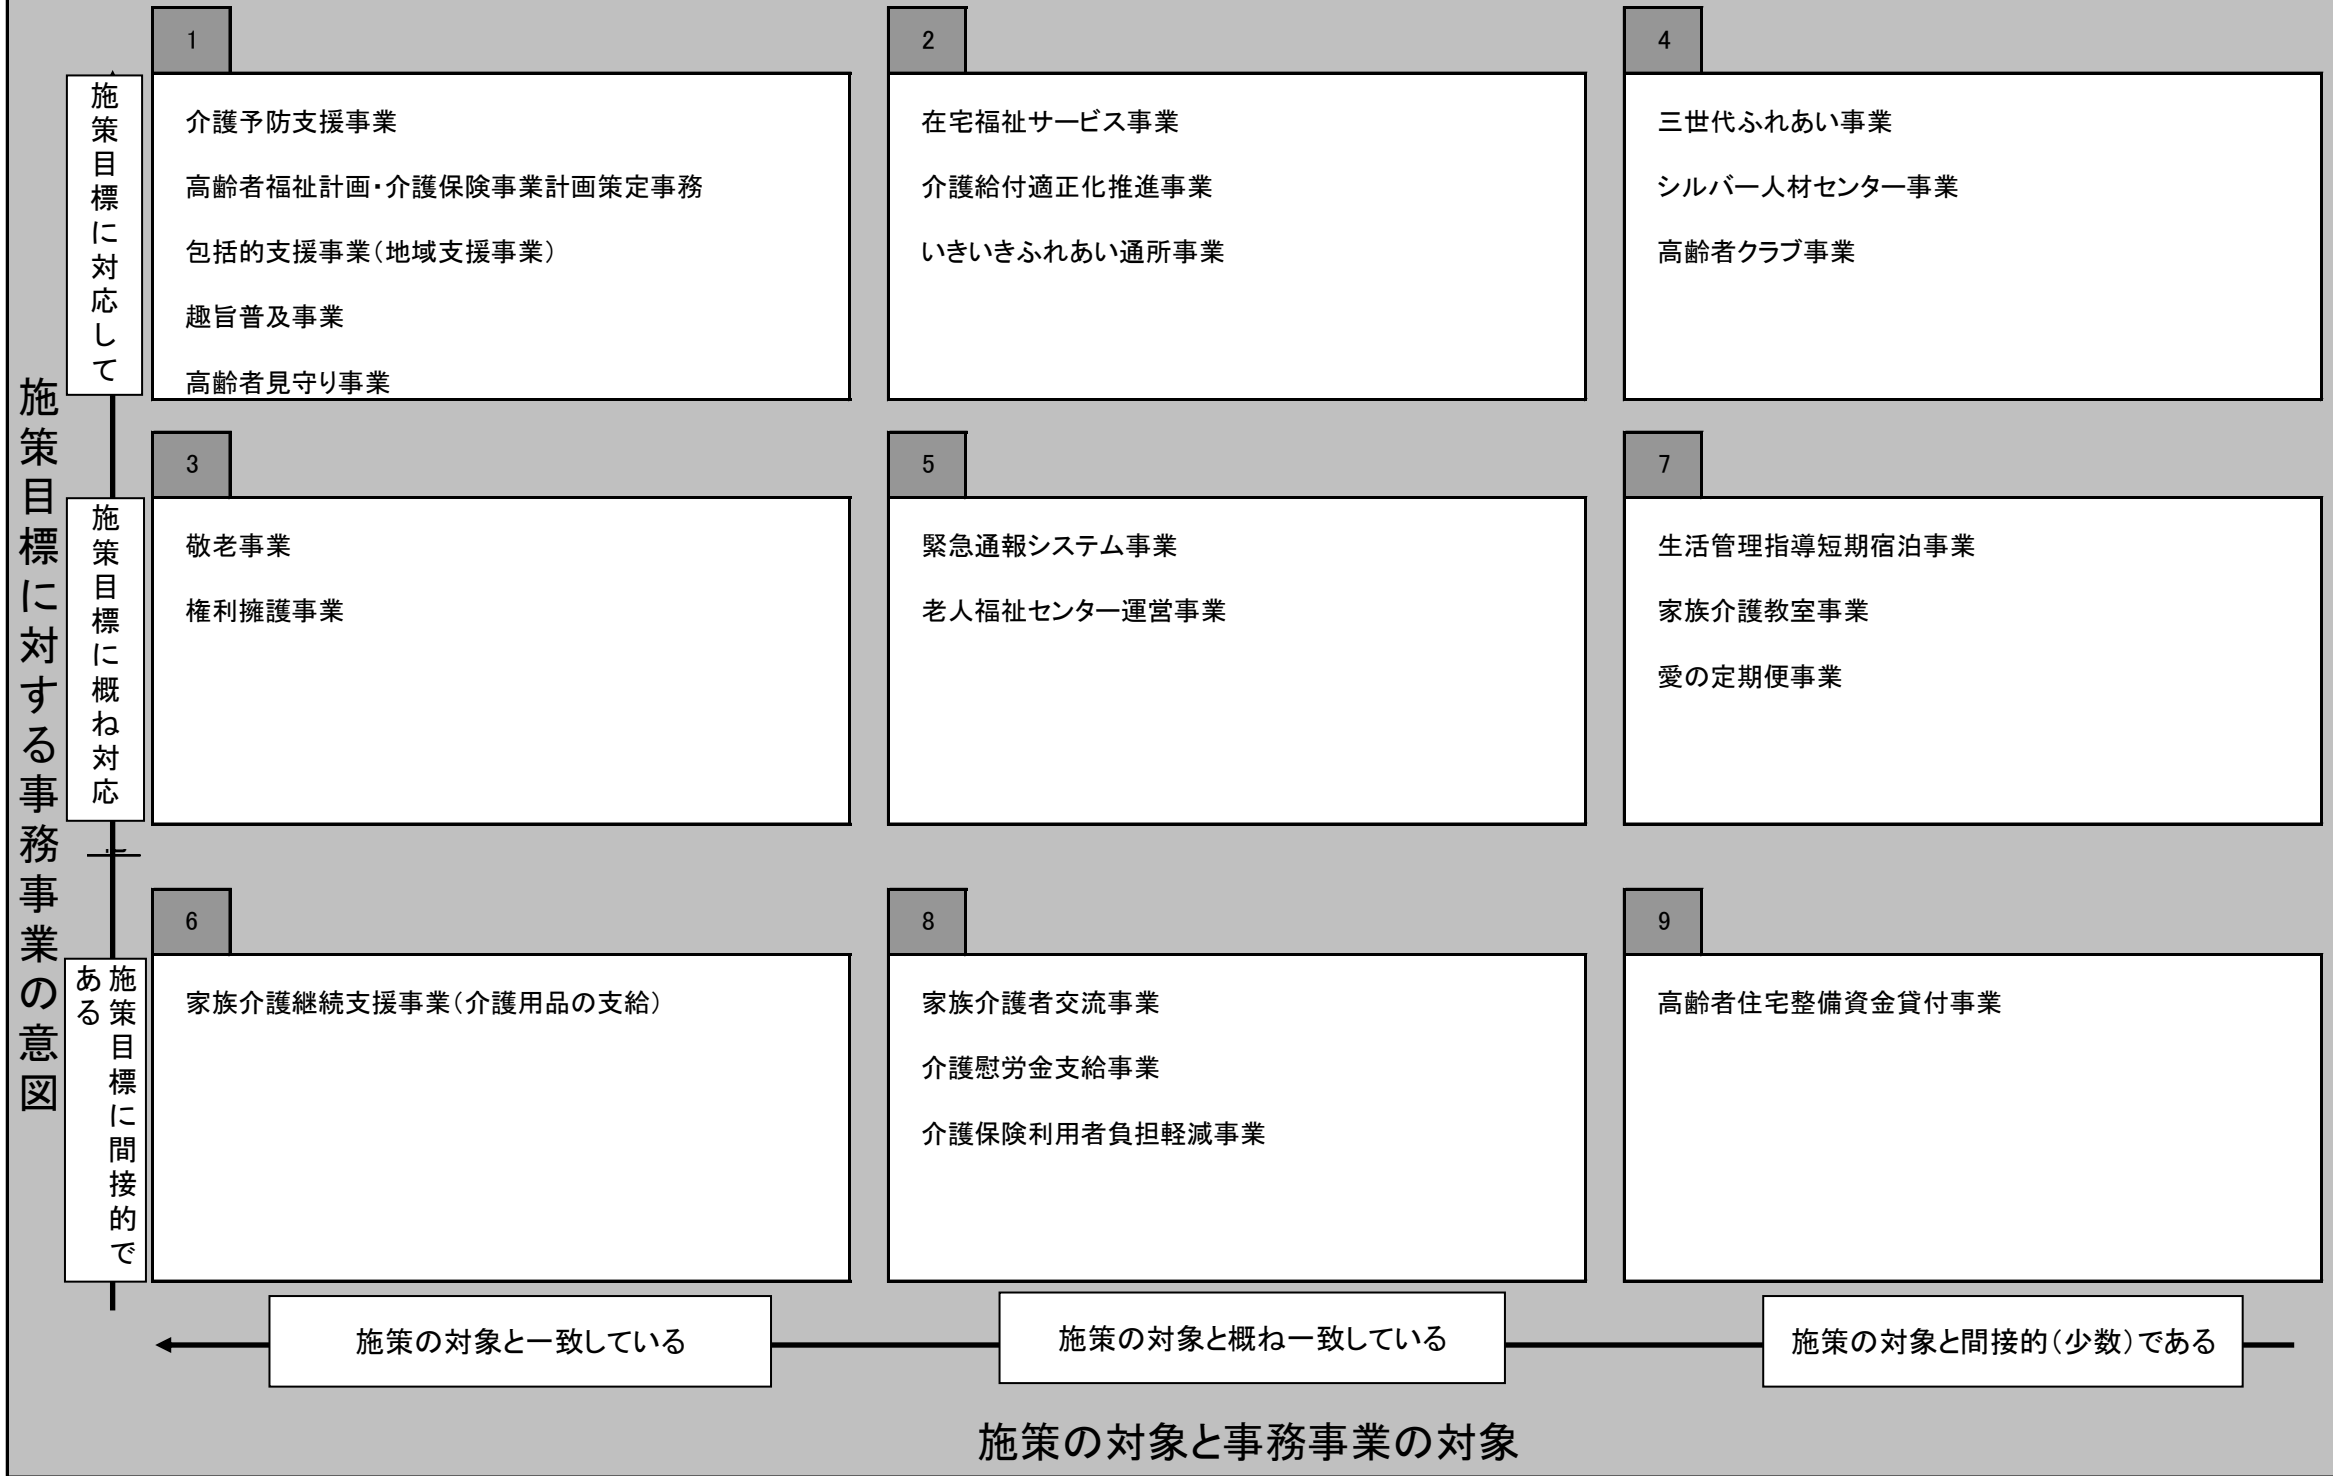 施策目標に対する事務事業の意図
施策目標に対応して
1
介護予防支援事業
高齢者福祉計画・介護保険事業計画策定事務
包括的支援事業(地域支援事業)
趣旨普及事業
高齢者見守り事業
2
在宅福祉サービス事業
介護給付適正化推進事業
いきいきふれあい通所事業
4
三世代ふれあい事業
シルバー人材センター事業
高齢者クラブ事業
施策目標に概ね対応
3
敬老事業
権利擁護事業
5
緊急通報システム事業
老人福祉センター運営事業
7
生活管理指導短期宿泊事業
家族介護教室事業
愛の定期便事業
施策目標に間接的で
ある
6
家族介護継続支援事業(介護用品の支給)
8
家族介護者交流事業
介護慰労金支給事業
介護保険利用者負担軽減事業
9
高齢者住宅整備資金貸付事業
施策の対象と一致している
施策の対象と概ね一致している
施策の対象と間接的(少数)である
施策の対象と事務事業の対象